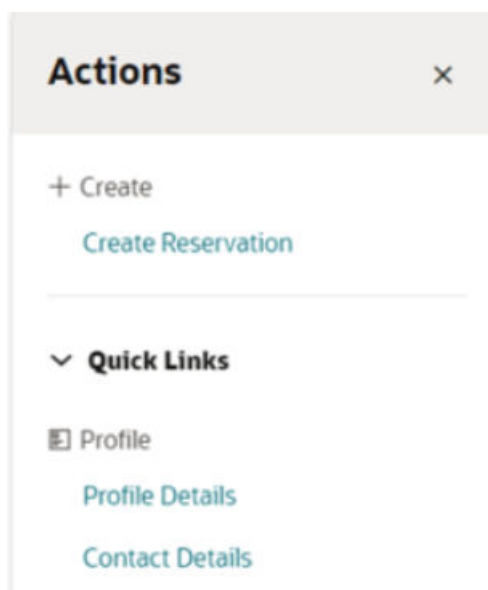 Actions
Create
Create Reservation
Quick Links
Profile
Profile Details
Contact Details